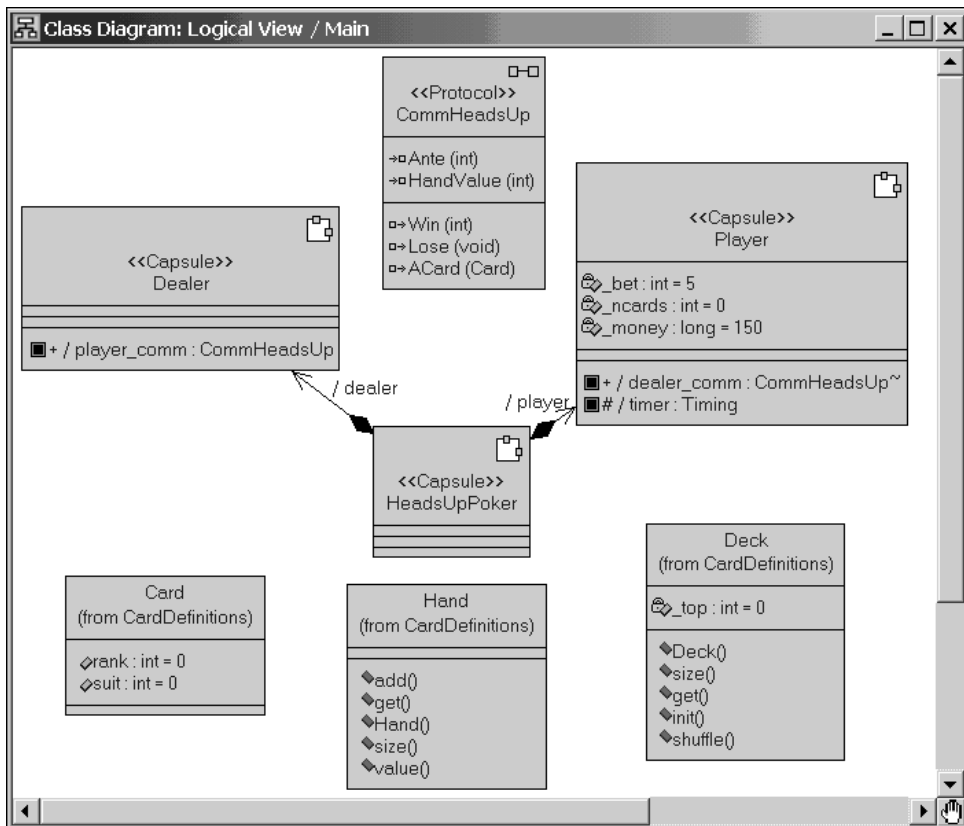 Class Diagram: Logical View / Main
<<Protocol>>
CommHeadsUp
Ante (int)
HandValue (int)
Win (int)
Lose (void)
ACard (Card)
<<Capsule>>
Dealer
+ / player_comm : CommHeadsUp
<<Capsule>>
Player
_bet : int = 5
_ncards : int = 0
_money : long = 150
+ / dealer_comm : CommHeadsUp~
# / timer : Timing
/ dealer
/ player
<<Capsule>>
HeadsUpPoker
Card
(from CardDefinitions)
rank : int = 0
suit : int = 0
Hand
(from CardDefinitions)
add()
get()
Hand()
size()
value()
Deck
(from CardDefinitions)
_top : int = 0
Deck()
size()
get()
init()
shuffle()